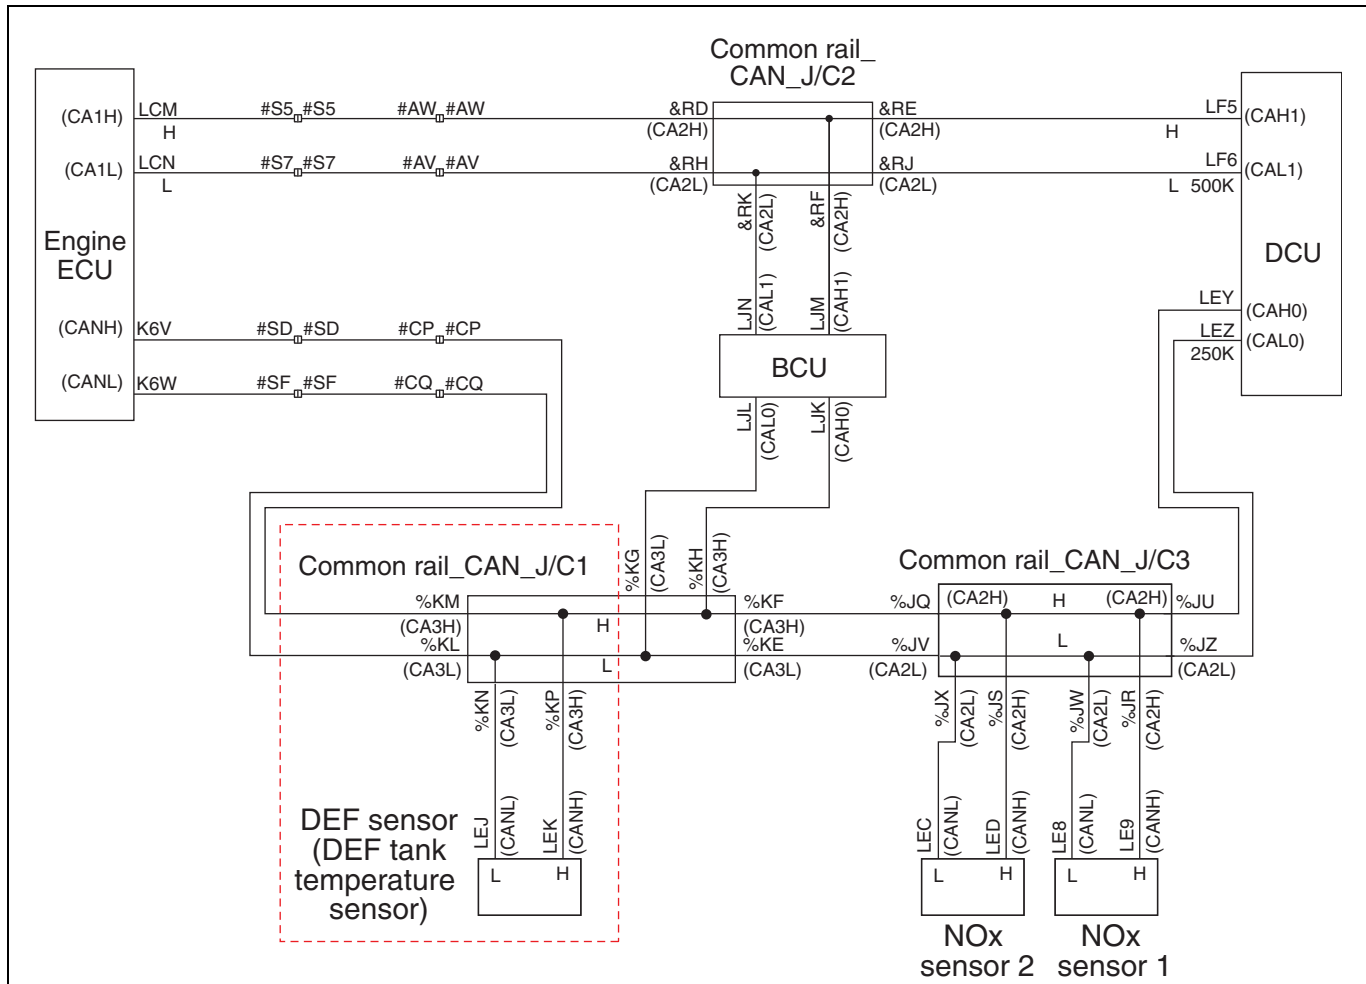 Common rail_
CAN_J/C2
(CA1H)
LCM
H
#S5
#S5
#AW
#AW
&RD
(CA2H)
&RE
(CA2H)
H
LF5
(CAH1)
(CA1L)
LCN
L
#S7
#S7
#AV
#AV
&RH
(CA2L)
&RJ
(CA2L)
L 500K
LF6
(CAL1)
&RK
(CA2L)
&RF
(CA2H)
Engine
ECU
DCU
LJN
(CAL1)
LJM
(CAH1)
BCU
(CANH)
K6V
#SD
#SD
#CP
#CP
(CANL)
K6W
#SF
#SF
#CQ
#CQ
LEY
(CAH0)
LEZ
250K
(CAL0)
LJL
(CAL0)
LJK
(CAH0)
%KG
(CA3L)
%KH
(CA3H)
Common rail_CAN_J/C1
Common rail_CAN_J/C3
%KM
(CA3H)
H
%KF
(CA3H)
%KL
(CA3L)
L
%KE
(CA3L)
%JQ
(CA2H)
H
(CA2H)
%JU
%JV
(CA2L)
L
%JZ
(CA2L)
%KN
(CA3L)
%KP
(CA3H)
%JX
(CA2L)
%JS
(CA2H)
%JW
(CA2L)
%JR
(CA2H)
LEJ
(CANL)
LEK
(CANH)
LEC
(CANL)
LED
(CANH)
LE8
(CANL)
LE9
(CANH)
DEF sensor
(DEF tank
temperature
sensor)
L
H
L
H
L
H
NOx
sensor 2
NOx
sensor 1